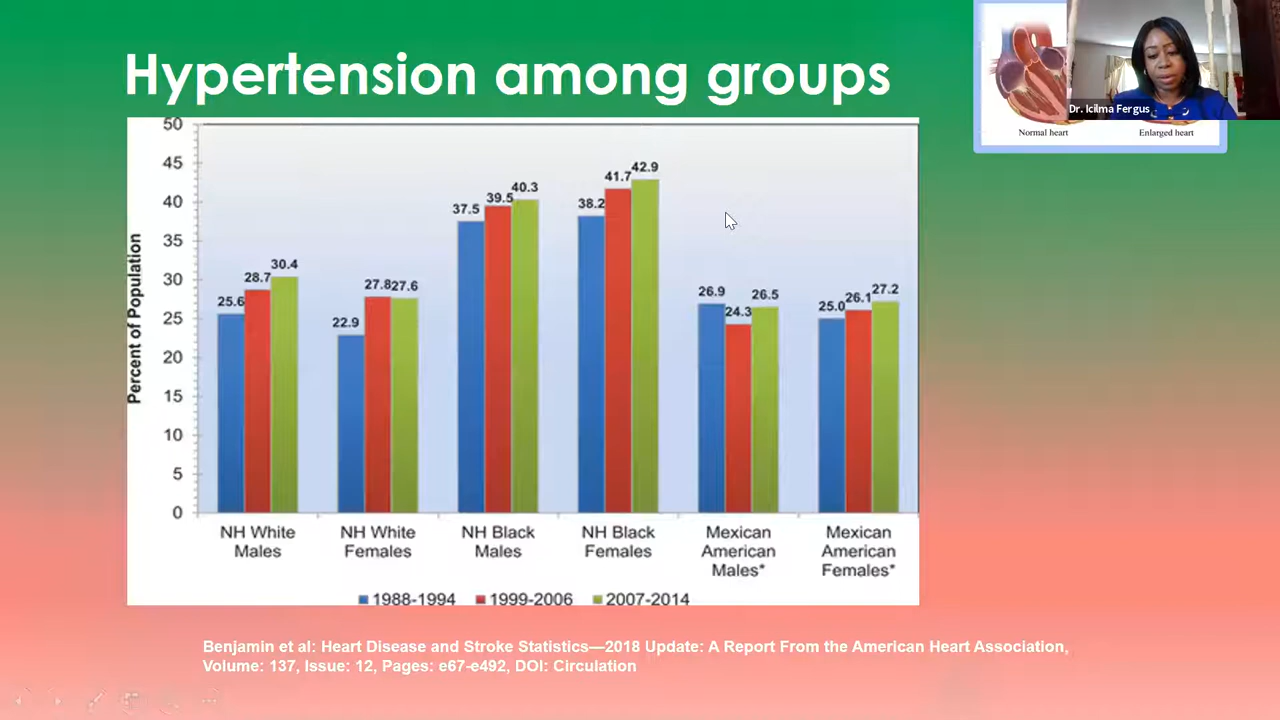 Hypertension among groups
Dr. Icilma Fergus
Normal heart
Enlarged heart
Percent of Population
50
45
40
35
30
25
20
15
10
5
0
25.6
28.7
30.4
22.9
27.8
27.6
37.5
39.5
40.3
38.2
41.7
42.9
26.9
24.3
26.5
25.0
26.1
27.2
NH White
Males
NH White
Females
NH Black
Males
NH Black
Females
Mexican
American
Males*
Mexican
American
Females*
1988-1994
1999-2006
2007-2014
Benjamin et al: Heart Disease and Stroke Statistics—2018 Update: A Report From the American Heart Association,
Volume: 137, Issue: 12, Pages: e67-e492, DOI: Circulation